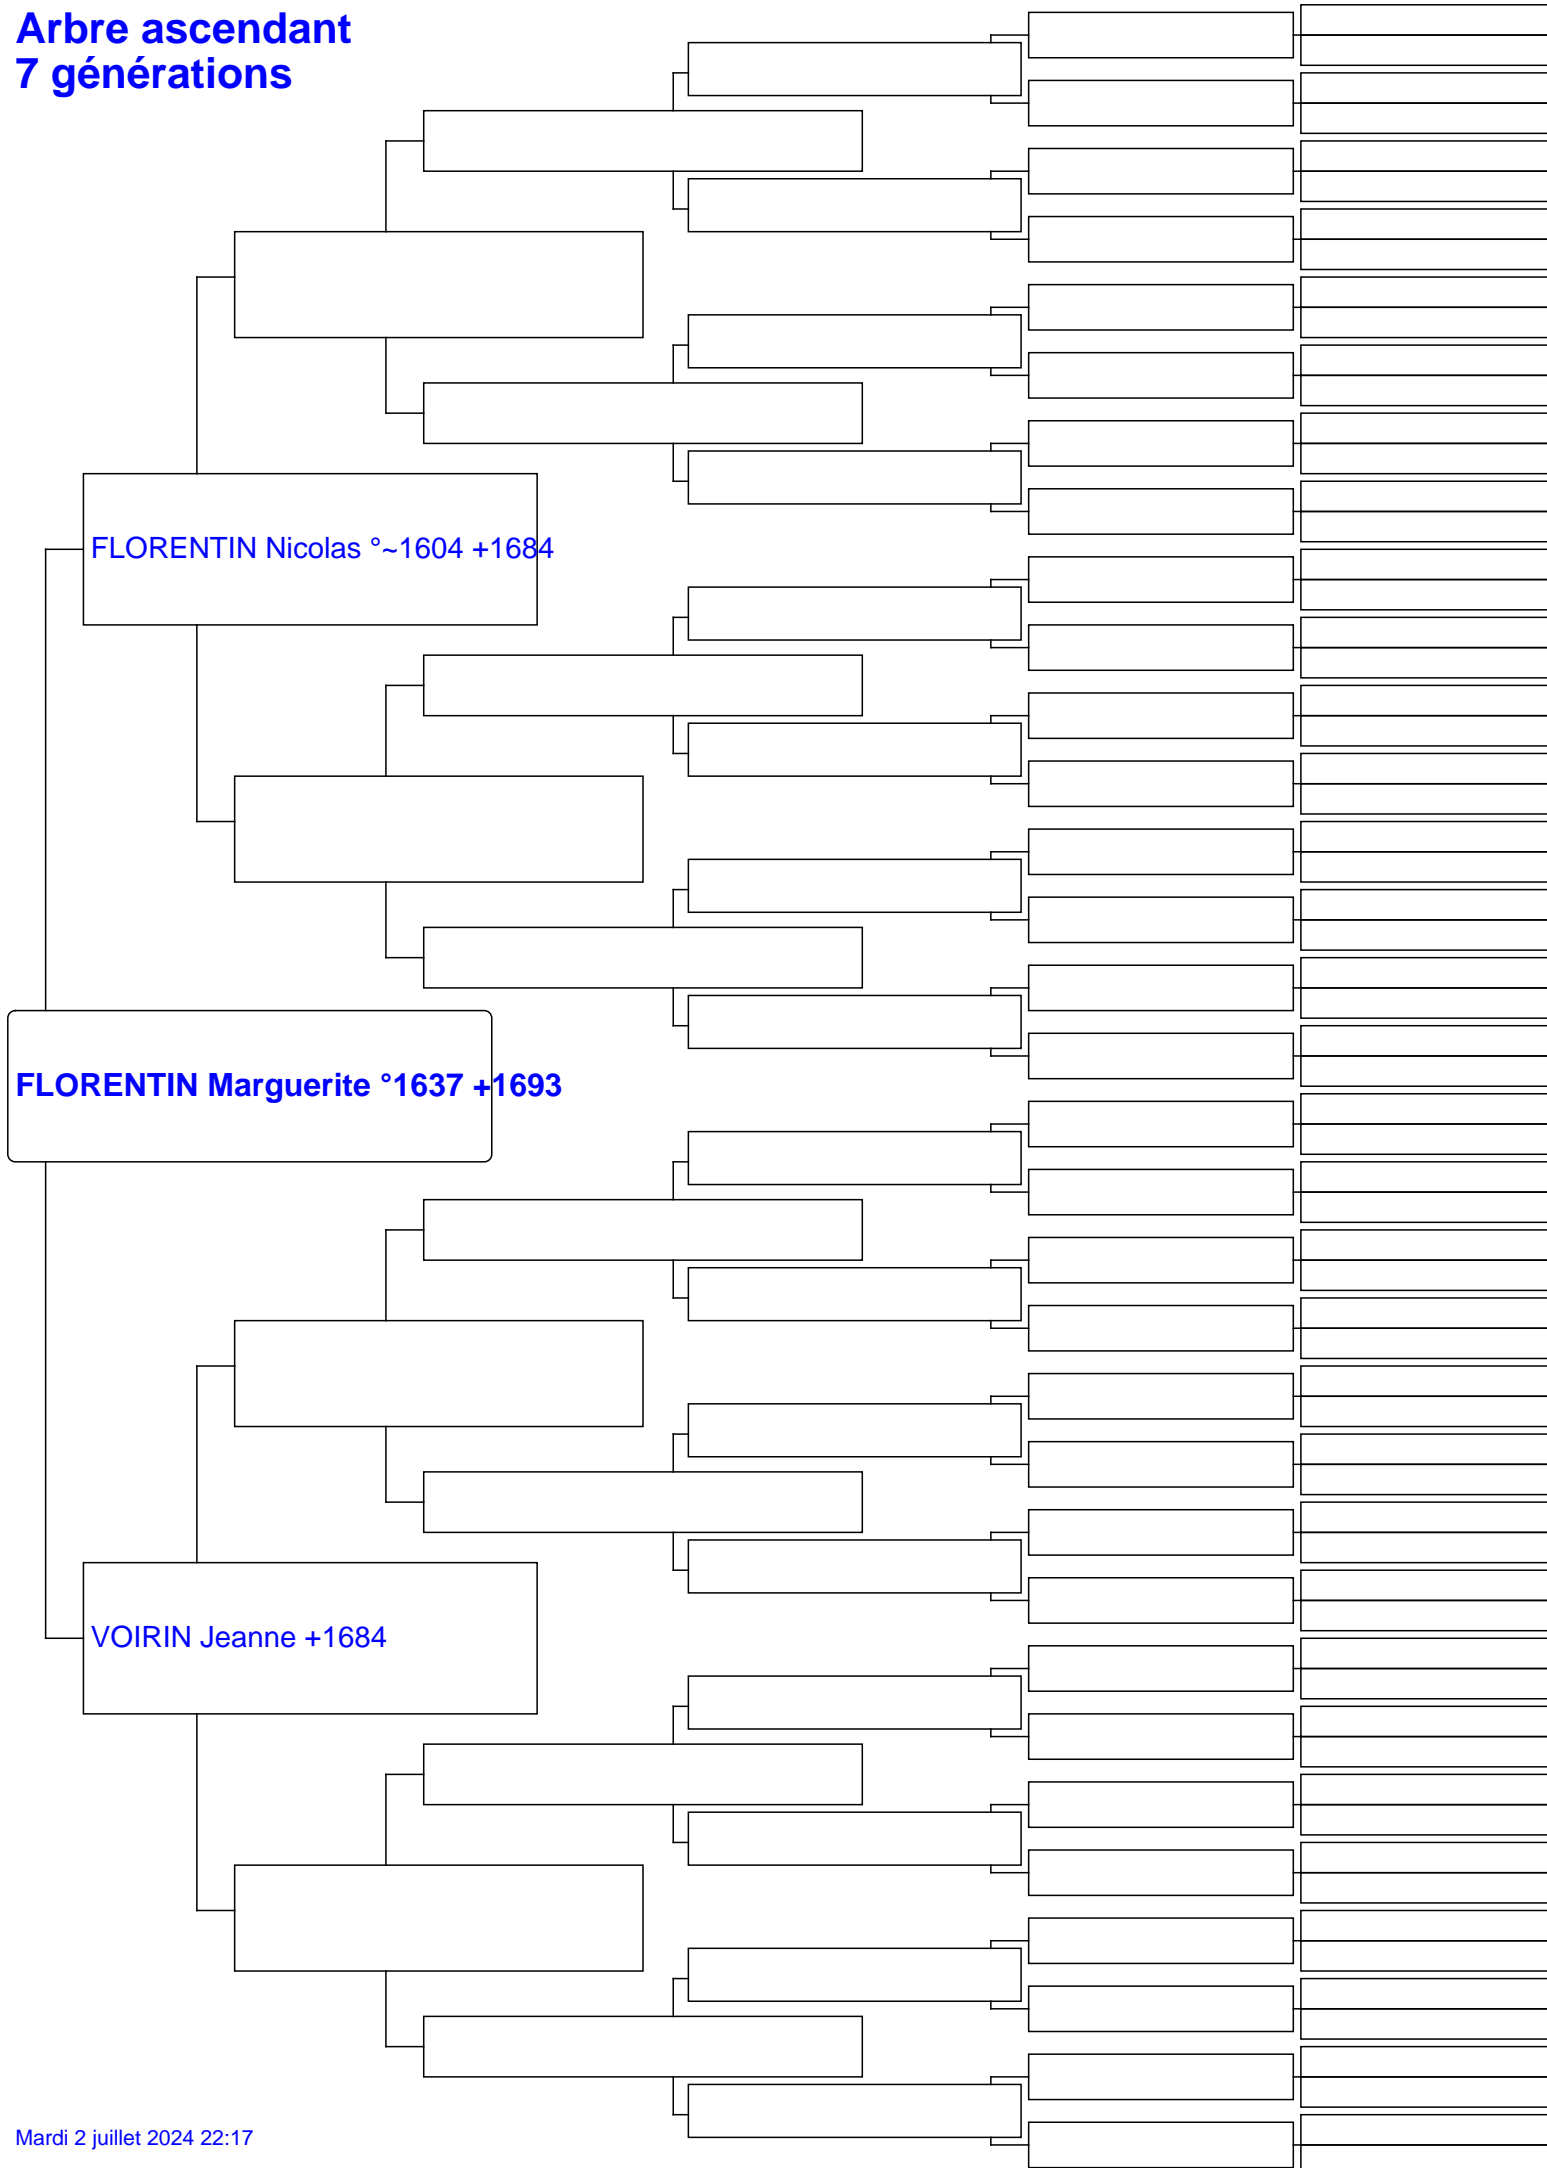 Arbre ascendant
7 générations
FLORENTIN Nicolas °~1604 +1684
FLORENTIN Marguerite °1637 +1693
VOIRIN Jeanne +1684
Mardi 2 juillet 2024 22:17